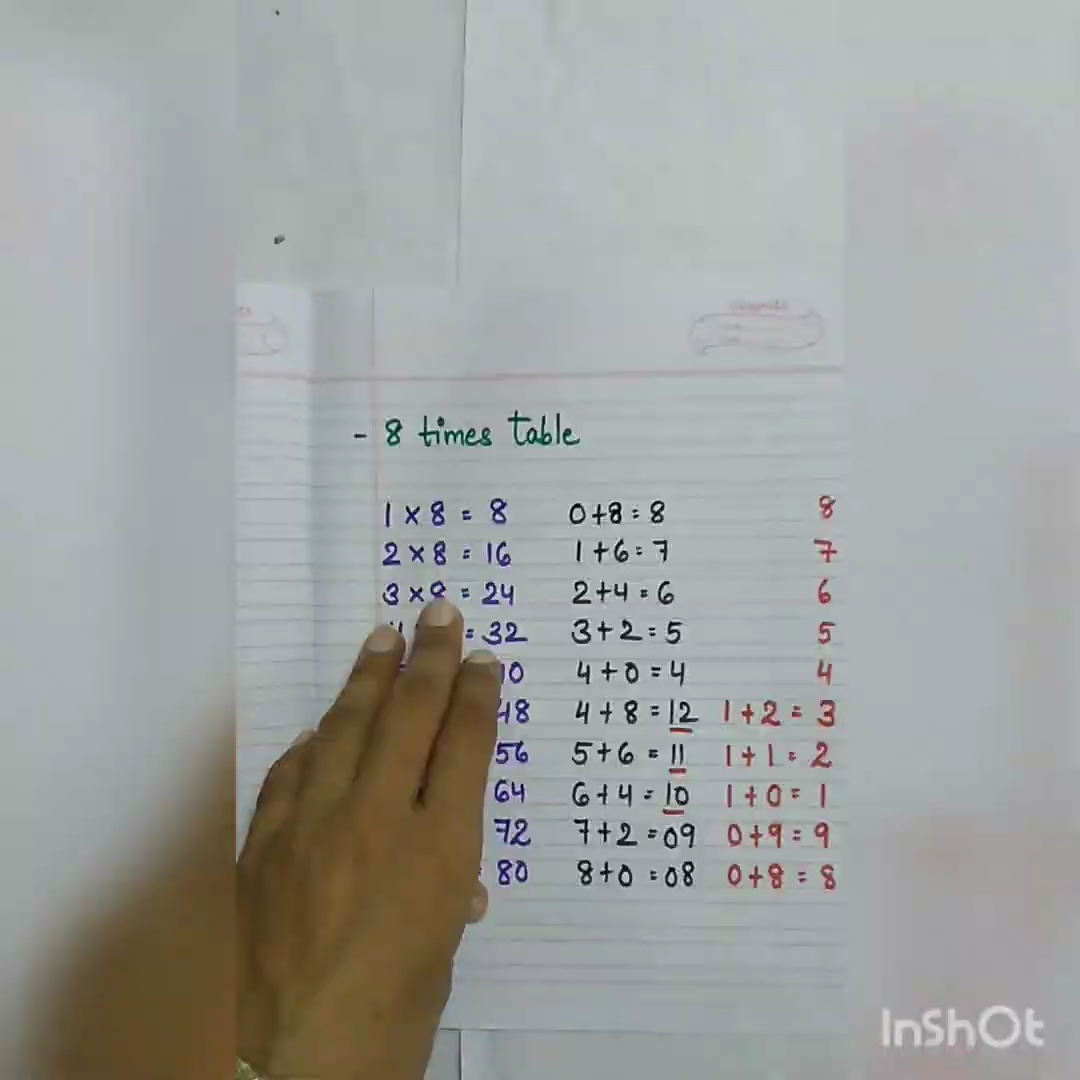 - 8 times table
1 × 8 = 8 0+8=8 8
2 × 8 = 16 1+6=7 7
3 × 8 = 24 2+4=6 6
= 32 3+2=5 5
4+0=4 4
48 4+8=12 1+2=3
56 5+6=11 1+1=2
64 6+4=10 1+0=1
72 7+2=09 0+9=9
= 80 8+0=08 0+8=8
InShOt